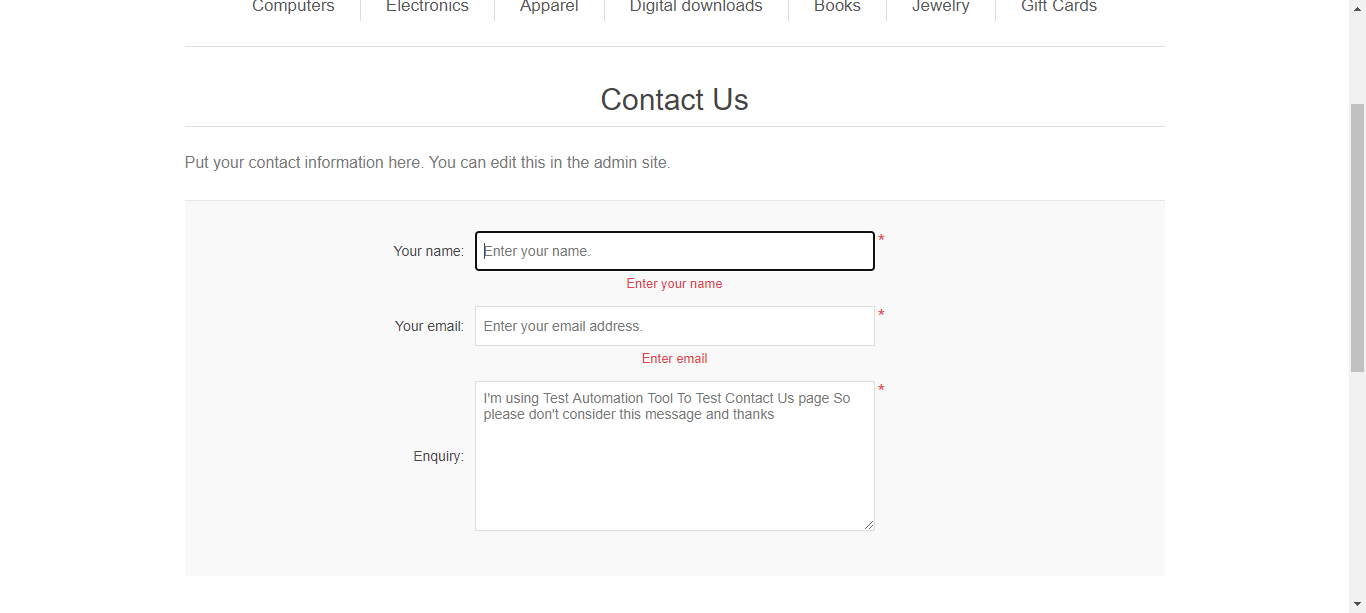 Computers Electronics Apparel Digital downloads Books Jewelry Gift Cards
Contact Us
Put your contact information here. You can edit this in the admin site.
Your name: Enter your name. *
Enter your name
Your email: Enter your email address. *
Enter email
I'm using Test Automation Tool To Test Contact Us page So *
please don't consider this message and thanks
Enquiry: